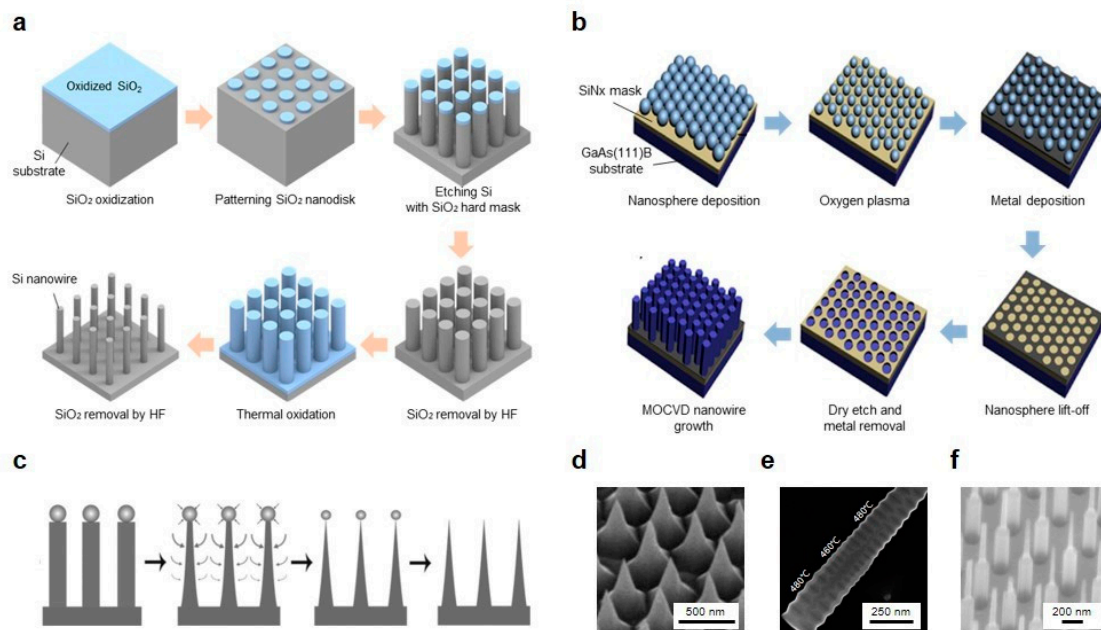 a
Oxidized SiO₂
Si
substrate
SiO₂ oxidization
Patterning SiO₂ nanodisk
Etching Si
with SiO₂ hard mask
Si nanowire
SiO₂ removal by HF
Thermal oxidation
SiO₂ removal by HF
b
SiNx mask
GaAs(111)B
substrate
Nanosphere deposition
Oxygen plasma
Metal deposition
MOCVD nanowire
growth
Dry etch and
metal removal
Nanosphere lift-off
c
d
500 nm
e
480℃
460℃
480℃
250 nm
f
200 nm